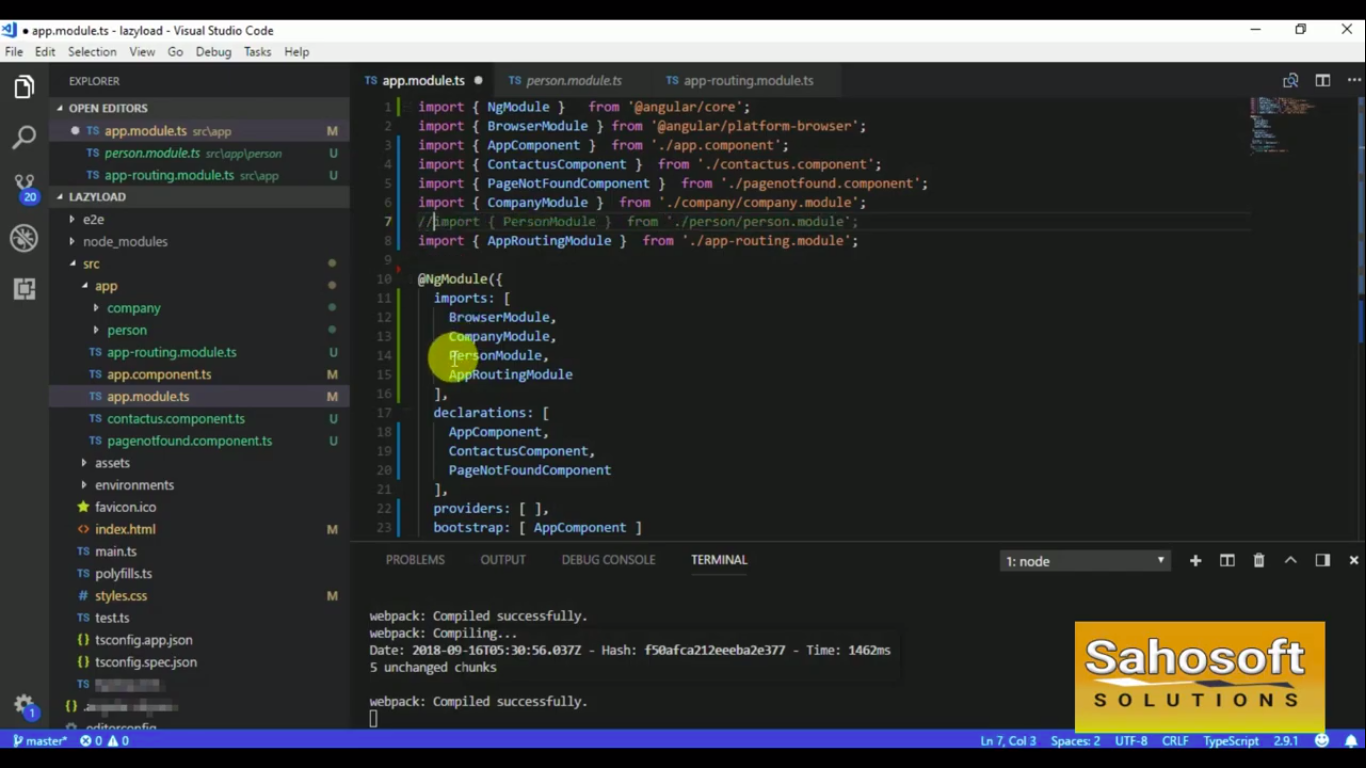 ● app.module.ts - lazyload - Visual Studio Code
File Edit Selection View Go Debug Tasks Help
EXPLORER
OPEN EDITORS
● TS app.module.ts src\app M
TS person.module.ts src\app\person U
TS app-routing.module.ts src\app U
20
LAZYLOAD
e2e
node_modules
src
app
company
person
TS app-routing.module.ts U
TS app.component.ts M
TS app.module.ts M
TS contactus.component.ts U
TS pagenotfound.component.ts U
assets
environments
favicon.ico
<> index.html M
TS main.ts
TS polyfills.ts
# styles.css M
TS test.ts
{} tsconfig.app.json
{} tsconfig.spec.json
TS
{}
.editorconfig
1
TS app.module.ts ●
TS person.module.ts
TS app-routing.module.ts
1 import { NgModule }   from '@angular/core';
2 import { BrowserModule } from '@angular/platform-browser';
3 import { AppComponent }  from './app.component';
4 import { ContactusComponent }  from './contactus.component';
5 import { PageNotFoundComponent }  from './pagenotfound.component';
6 import { CompanyModule }  from './company/company.module';
7 //import { PersonModule }  from './person/person.module';
8 import { AppRoutingModule }  from './app-routing.module';
9
10 @NgModule({
11   imports: [
12     BrowserModule,
13     CompanyModule,
14     PersonModule,
15     AppRoutingModule
16   ],
17   declarations: [
18     AppComponent,
19     ContactusComponent,
20     PageNotFoundComponent
21   ],
22   providers: [ ],
23   bootstrap: [ AppComponent ]
PROBLEMS OUTPUT DEBUG CONSOLE TERMINAL 1: node
webpack: Compiled successfully.
webpack: Compiling...
Date: 2018-09-16T05:30:56.037Z - Hash: f50afca212eeeba2e377 - Time: 1462ms
5 unchanged chunks
webpack: Compiled successfully.
Sahosoft
SOLUTIONS
master* 0 0 Ln 7, Col 3 Spaces: 2 UTF-8 CRLF TypeScript 2.9.1